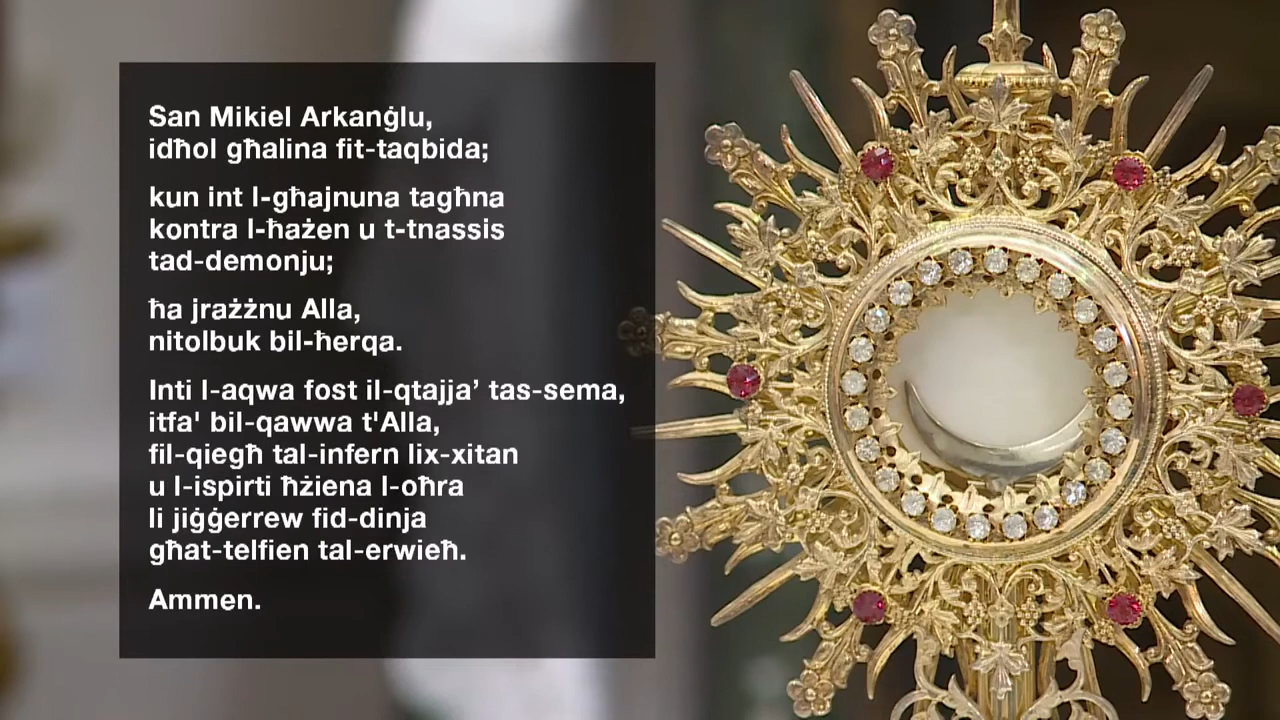 San Mikiel Arkanġlu,
idħol għalina fit-taqbida;
kun int l-għajnuna tagħna
kontra l-ħażen u t-tnassis
tad-demonju;
ħa jrażżnu Alla,
nitolbuk bil-ħerqa.
Inti l-aqwa fost il-qtajja’ tas-sema,
itfa' bil-qawwa t'Alla,
fil-qiegħ tal-infern lix-xitan
u l-ispirti ħżiena l-oħra
li jiġġerrew fid-dinja
għat-telfien tal-erwieħ.
Ammen.